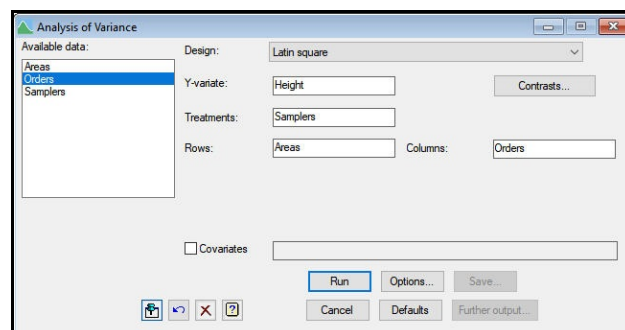 Analysis of Variance
Available data:
Areas
Orders
Samplers
Design: Latin square
Y-variate: Height Contrasts...
Treatments: Samplers
Rows: Areas Columns: Orders
Covariates
Run Options... Save...
Cancel Defaults Further output...